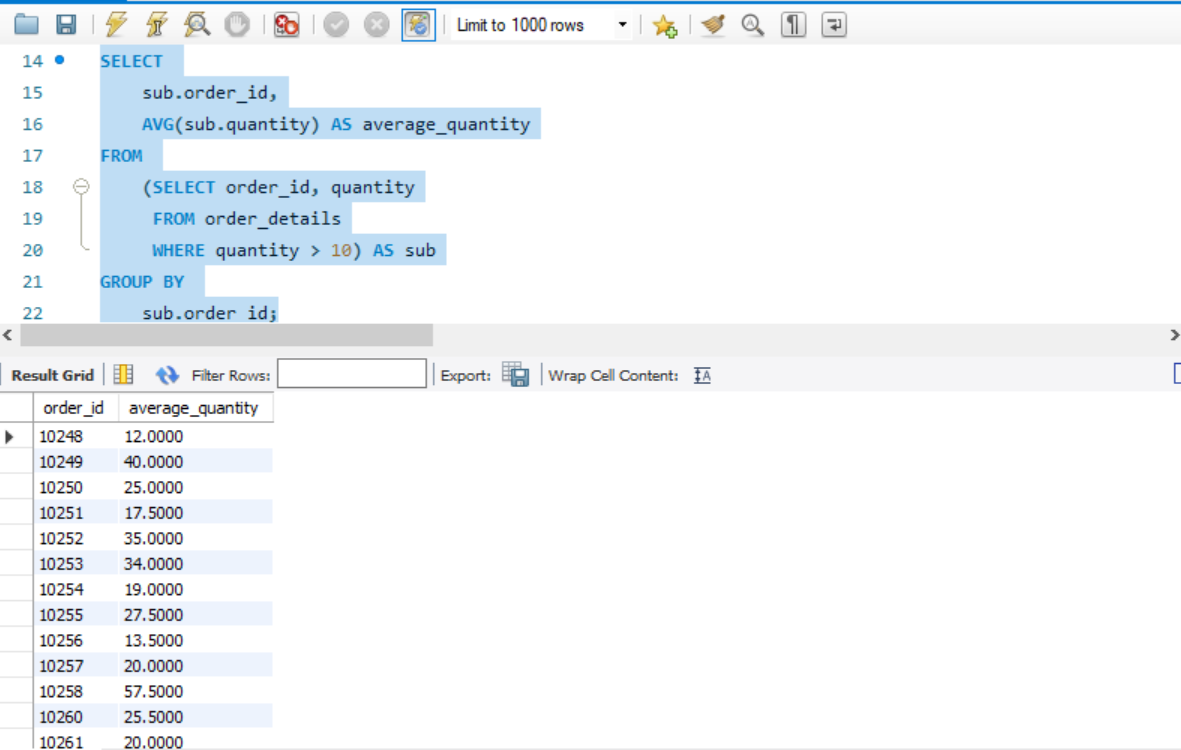 Limit to 1000 rows
14 SELECT
15 sub.order_id,
16 AVG(sub.quantity) AS average_quantity
17 FROM
18 (SELECT order_id, quantity
19 FROM order_details
20 WHERE quantity > 10) AS sub
21 GROUP BY
22 sub.order_id;
Result Grid Filter Rows: Export: Wrap Cell Content: IA
order_id average_quantity
10248 12.0000
10249 40.0000
10250 25.0000
10251 17.5000
10252 35.0000
10253 34.0000
10254 19.0000
10255 27.5000
10256 13.5000
10257 20.0000
10258 57.5000
10260 25.5000
10261 20.0000